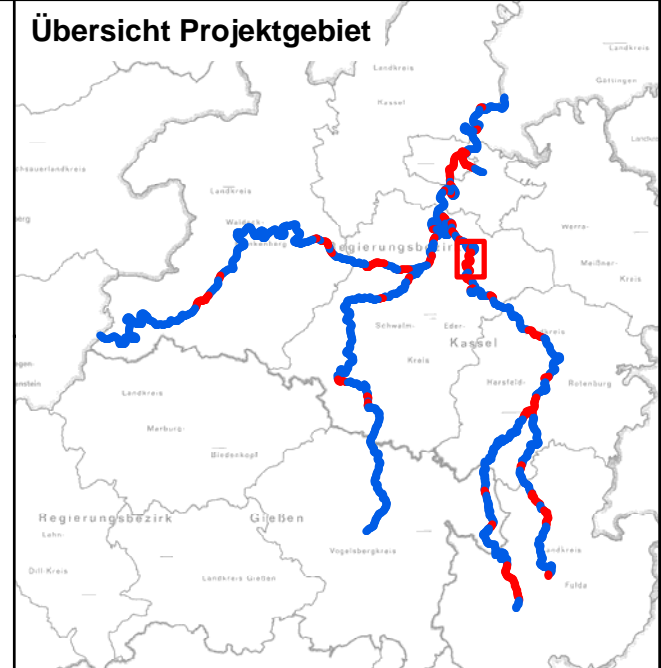 Übersicht Projektgebiet
Landkreis
Landkreis
Göttingen
Kassel
Landkreis
Waldeck-
Frankenberg
Regierungsbezirk
Werra-
Meißner-
Kreis
Schwalm-
Eder-
Kreis
Kassel
Landkreis
Hersfeld-
Rotenburg
Landkreis
Marburg-
Biedenkopf
Regierungsbezirk
Gießen
Lahn-
Dill-Kreis
Vogelsbergkreis
Landkreis Gießen
Landkreis
Fulda